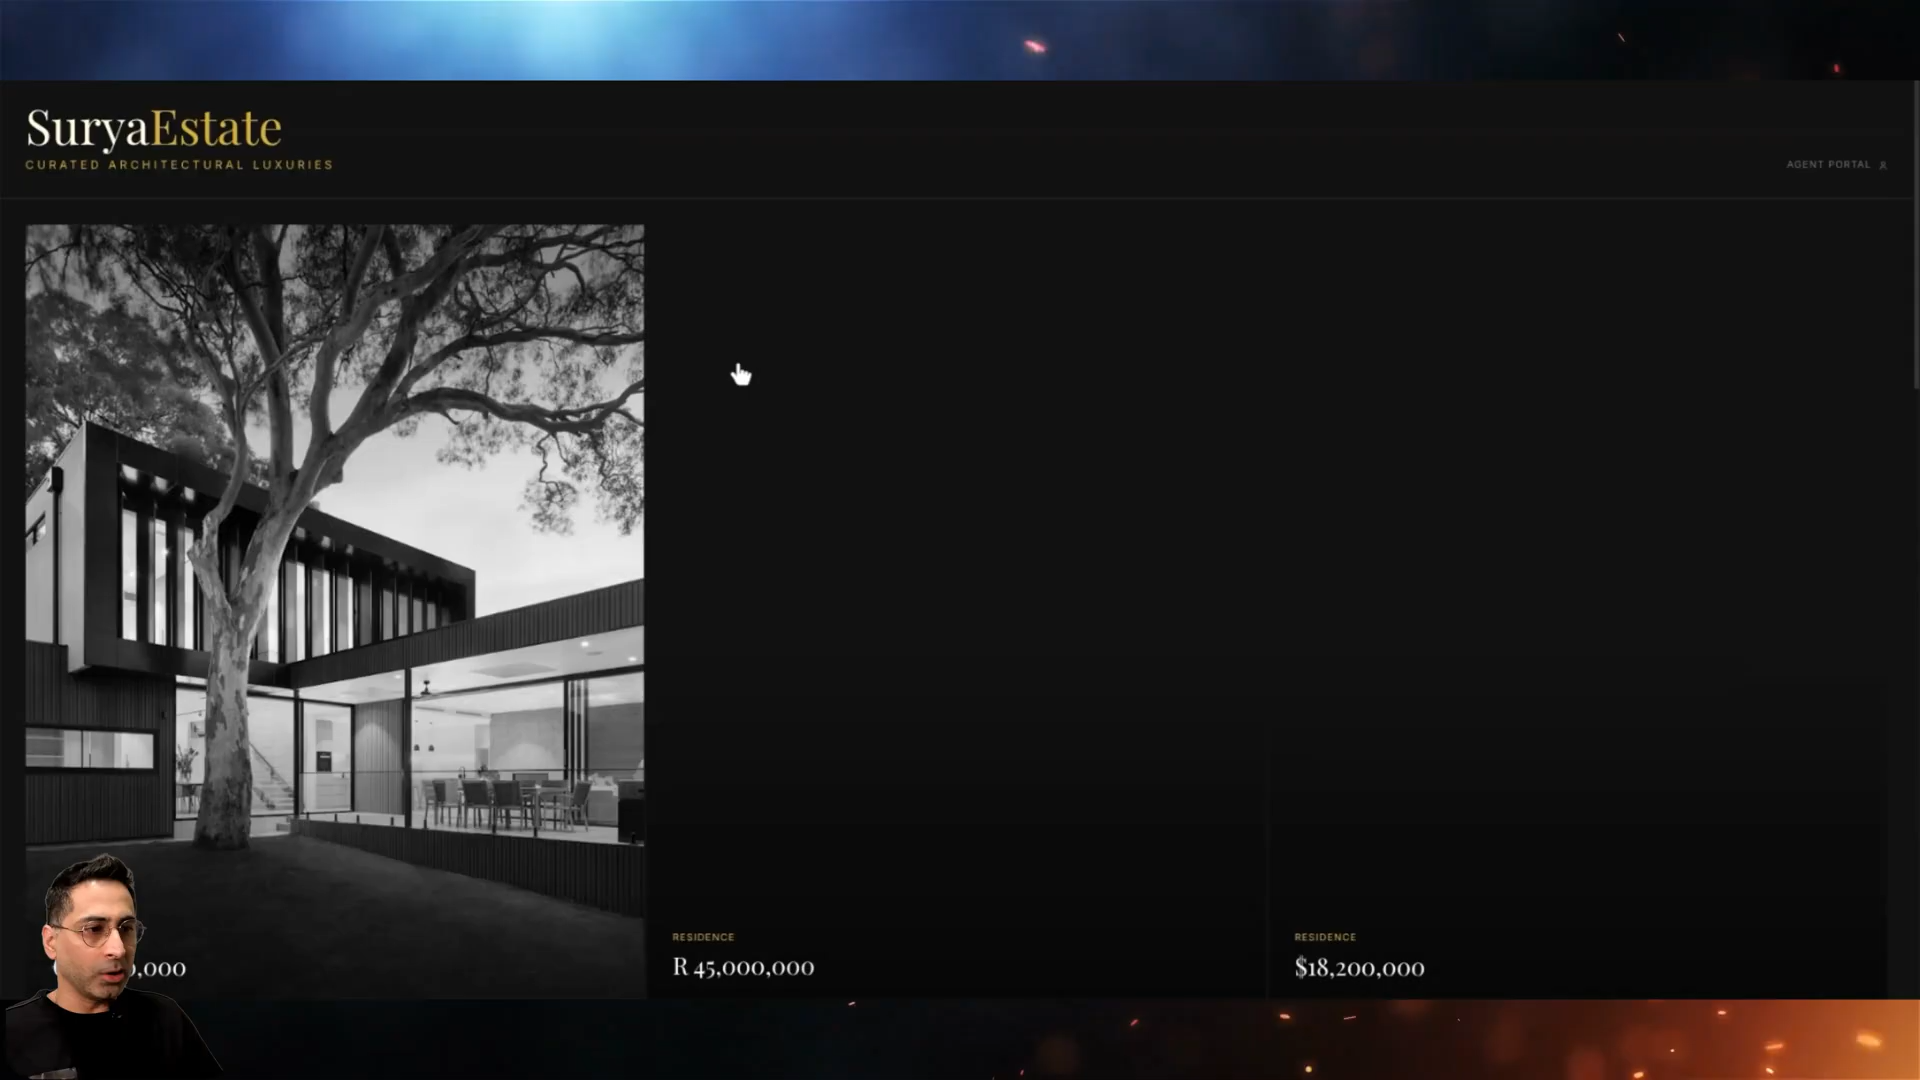 SuryaEstate
CURATED ARCHITECTURAL LUXURIES
AGENT PORTAL
RESIDENCE
R 45,000,000
RESIDENCE
$18,200,000